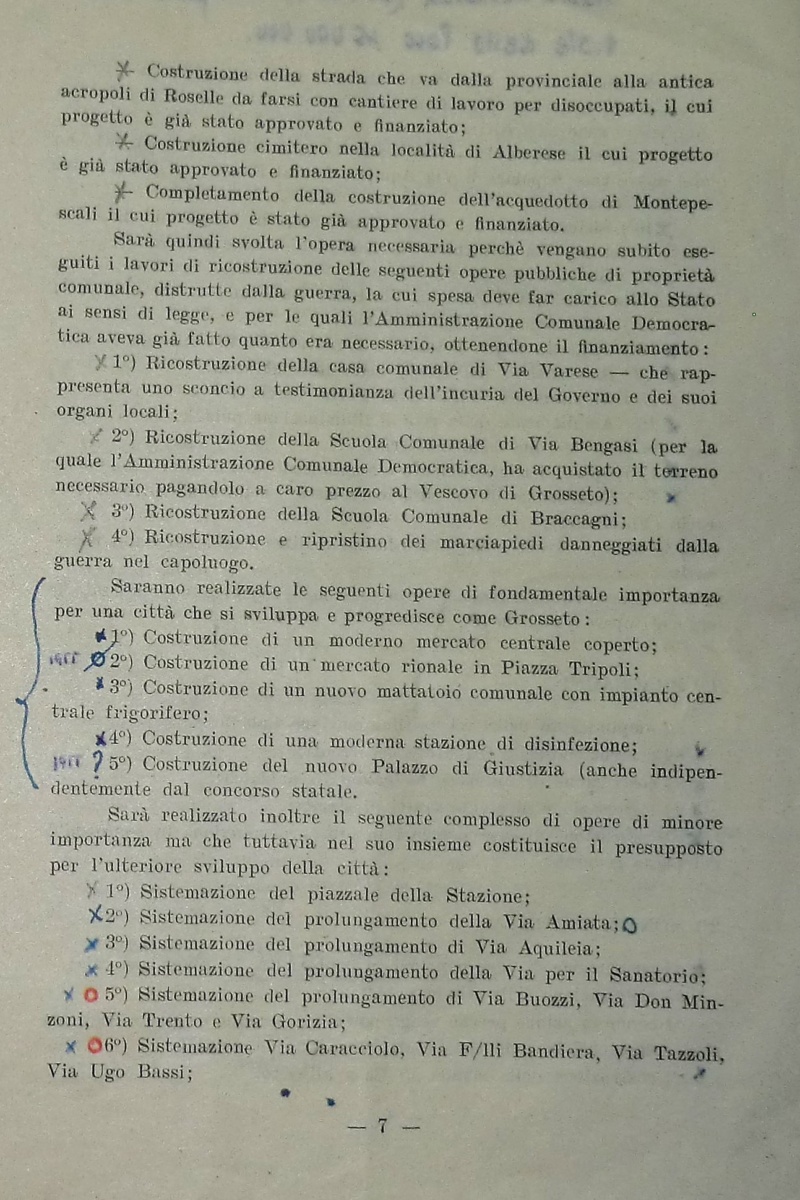 Costruzione della strada che va dalla provinciale alla antica
acropoli di Roselle da farsi con cantiere di lavoro per disoccupati, il cui
progetto è già stato approvato e finanziato;
Costruzione cimitero nella località di Alberese il cui progetto
è già stato approvato e finanziato;
Completamento della costruzione dell'acquedotto di Montepe-
scali il cui progetto è stato già approvato e finanziato.
Sarà quindi svolta l'opera necessaria perchè vengano subito ese-
guiti i lavori di ricostruzione delle seguenti opere pubbliche di proprietà
comunale, distrutte dalla guerra, la cui spesa deve far carico allo Stato
ai sensi di legge, e per le quali l'Amministrazione Comunale Democra-
tica aveva già fatto quanto era necessario, ottenendone il finanziamento:
1°) Ricostruzione della casa comunale di Via Varese — che rap-
presenta uno sconcio a testimonianza dell'incuria del Governo e dei suoi
organi locali;
2°) Ricostruzione della Scuola Comunale di Via Bengasi (per la
quale l'Amministrazione Comunale Democratica, ha acquistato il terreno
necessario pagandolo a caro prezzo al Vescovo di Grosseto);
3°) Ricostruzione della Scuola Comunale di Braccagni;
4°) Ricostruzione e ripristino dei marciapiedi danneggiati dalla
guerra nel capoluogo.
Saranno realizzate le seguenti opere di fondamentale importanza
per una città che si sviluppa e progredisce come Grosseto:
1°) Costruzione di un moderno mercato centrale coperto;
2°) Costruzione di un mercato rionale in Piazza Tripoli;
3°) Costruzione di un nuovo mattatoio comunale con impianto cen-
trale frigorifero;
4°) Costruzione di una moderna stazione di disinfezione;
? 5°) Costruzione del nuovo Palazzo di Giustizia (anche indipen-
dentemente dal concorso statale.
Sarà realizzato inoltre il seguente complesso di opere di minore
importanza ma che tuttavia nel suo insieme costituisce il presupposto
per l'ulteriore sviluppo della città:
1°) Sistemazione del piazzale della Stazione;
2°) Sistemazione del prolungamento della Via Amiata;
3°) Sistemazione del prolungamento di Via Aquileia;
4°) Sistemazione del prolungamento della Via per il Sanatorio;
5°) Sistemazione del prolungamento di Via Buozzi, Via Don Min-
zoni, Via Trento e Via Gorizia;
6°) Sistemazione Via Caracciolo, Via F/lli Bandiera, Via Tazzoli,
Via Ugo Bassi;
— 7 —